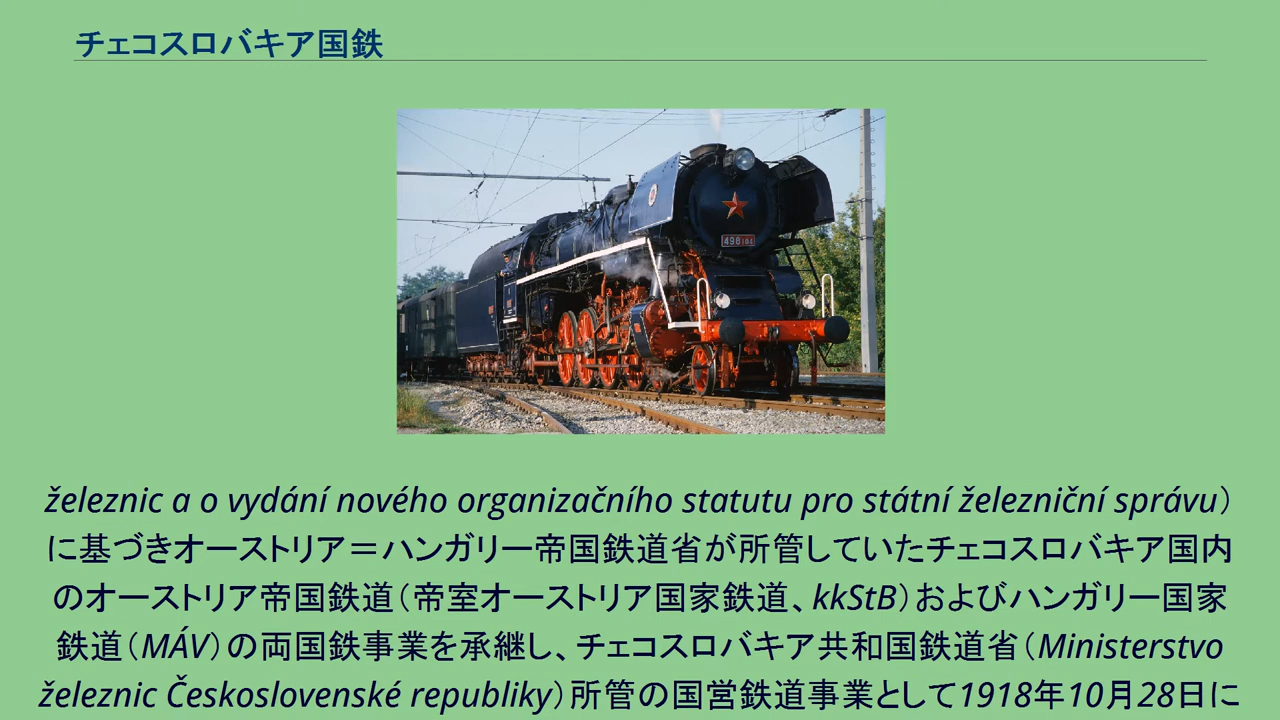 チェコスロバキア国鉄
498 104
železnic a o vydání nového organizačního statutu pro státní železniční správu）
に基づきオーストリア＝ハンガリー帝国鉄道省が所管していたチェコスロバキア国内
のオーストリア帝国鉄道（帝室オーストリア国家鉄道、kkStB）およびハンガリー国家
鉄道（MÁV）の両国鉄事業を承継し、チェコスロバキア共和国鉄道省（Ministerstvo
železnic Československé republiky）所管の国営鉄道事業として1918年10月28日に